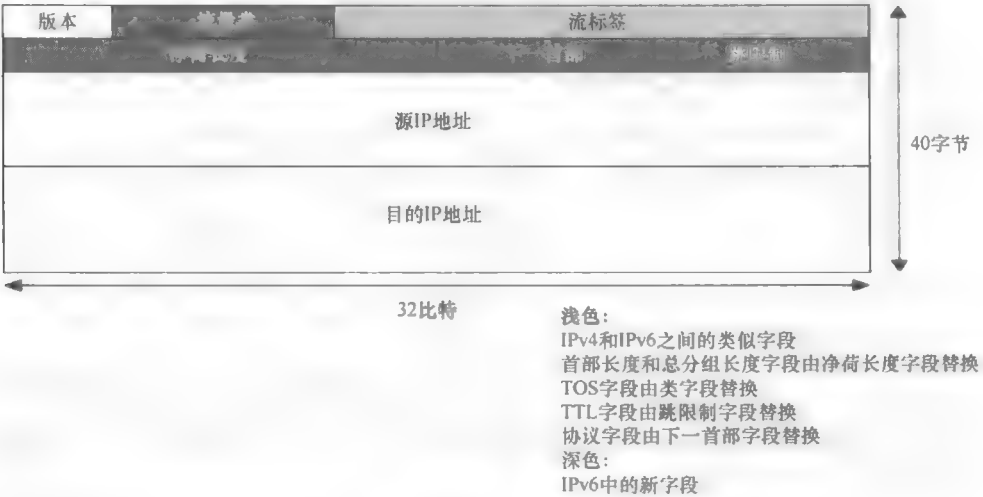 版本
流标签
源IP地址
40字节
目的IP地址
32比特
浅色：
IPv4和IPv6之间的类似字段
首部长度和总分组长度字段由净荷长度字段替换
TOS字段由类字段替换
TTL字段由跳限制字段替换
协议字段由下一首部字段替换
深色：
IPv6中的新字段